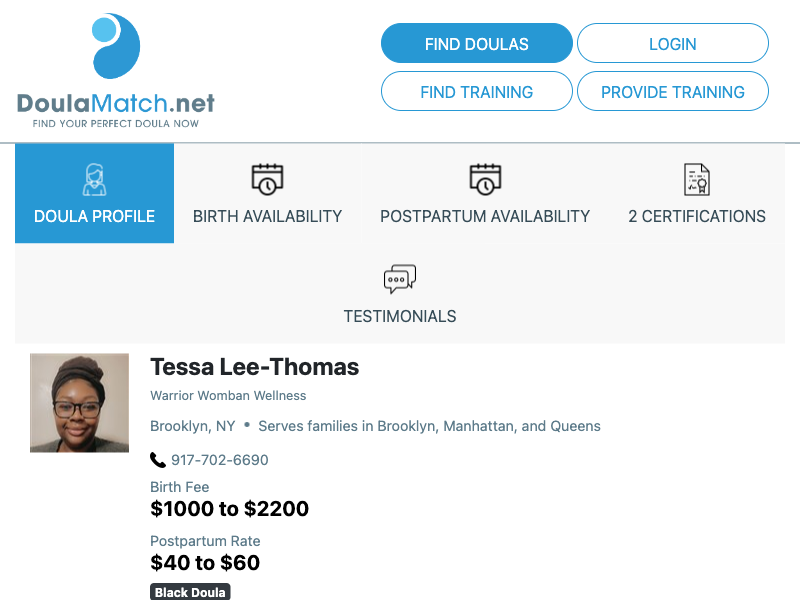 DoulaMatch.net
FIND YOUR PERFECT DOULA NOW
FIND DOULAS
LOGIN
FIND TRAINING
PROVIDE TRAINING
DOULA PROFILE
BIRTH AVAILABILITY
POSTPARTUM AVAILABILITY
2 CERTIFICATIONS
TESTIMONIALS
Tessa Lee-Thomas
Warrior Womban Wellness
Brooklyn, NY • Serves families in Brooklyn, Manhattan, and Queens
917-702-6690
Birth Fee
$1000 to $2200
Postpartum Rate
$40 to $60
Black Doula